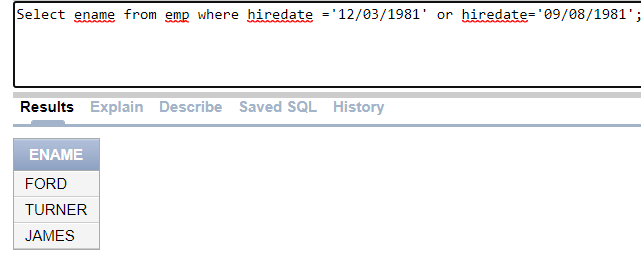 Select ename from emp where hiredate ='12/03/1981' or hiredate='09/08/1981';
Results Explain Describe Saved SQL History
ENAME
FORD
TURNER
JAMES